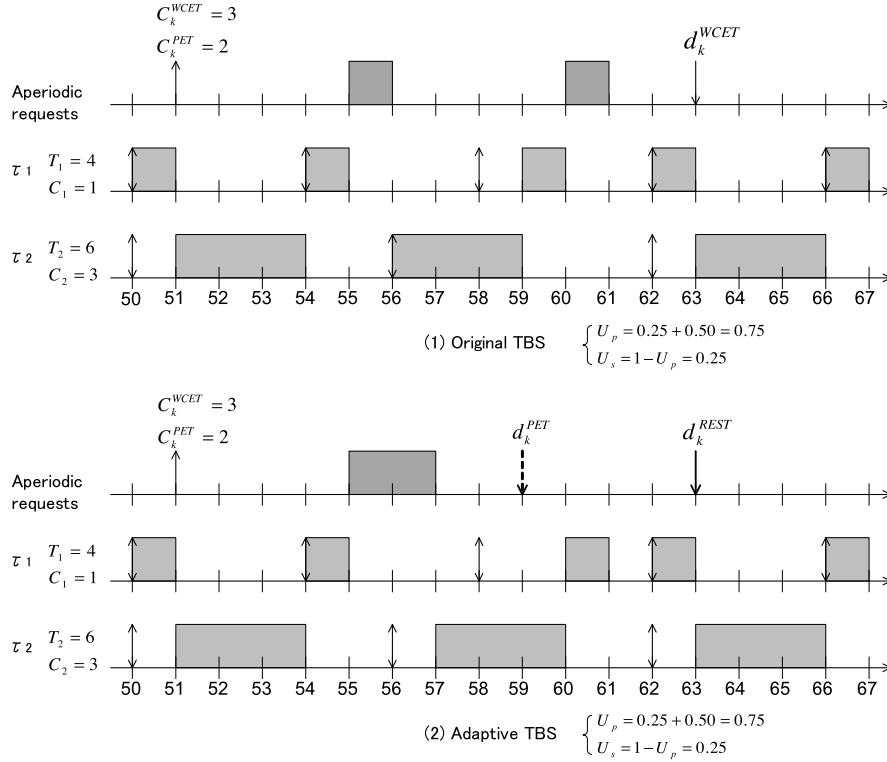 C_k^{WCET} = 3
C_k^{PET} = 2
d_k^{WCET}
Aperiodic
requests
τ1 T_1 = 4
C_1 = 1
τ2 T_2 = 6
C_2 = 3
50 51 52 53 54 55 56 57 58 59 60 61 62 63 64 65 66 67
(1) Original TBS
U_p = 0.25 + 0.50 = 0.75
U_s = 1 − U_p = 0.25
C_k^{WCET} = 3
C_k^{PET} = 2
d_k^{PET}
d_k^{REST}
Aperiodic
requests
τ1 T_1 = 4
C_1 = 1
τ2 T_2 = 6
C_2 = 3
50 51 52 53 54 55 56 57 58 59 60 61 62 63 64 65 66 67
(2) Adaptive TBS
U_p = 0.25 + 0.50 = 0.75
U_s = 1 − U_p = 0.25